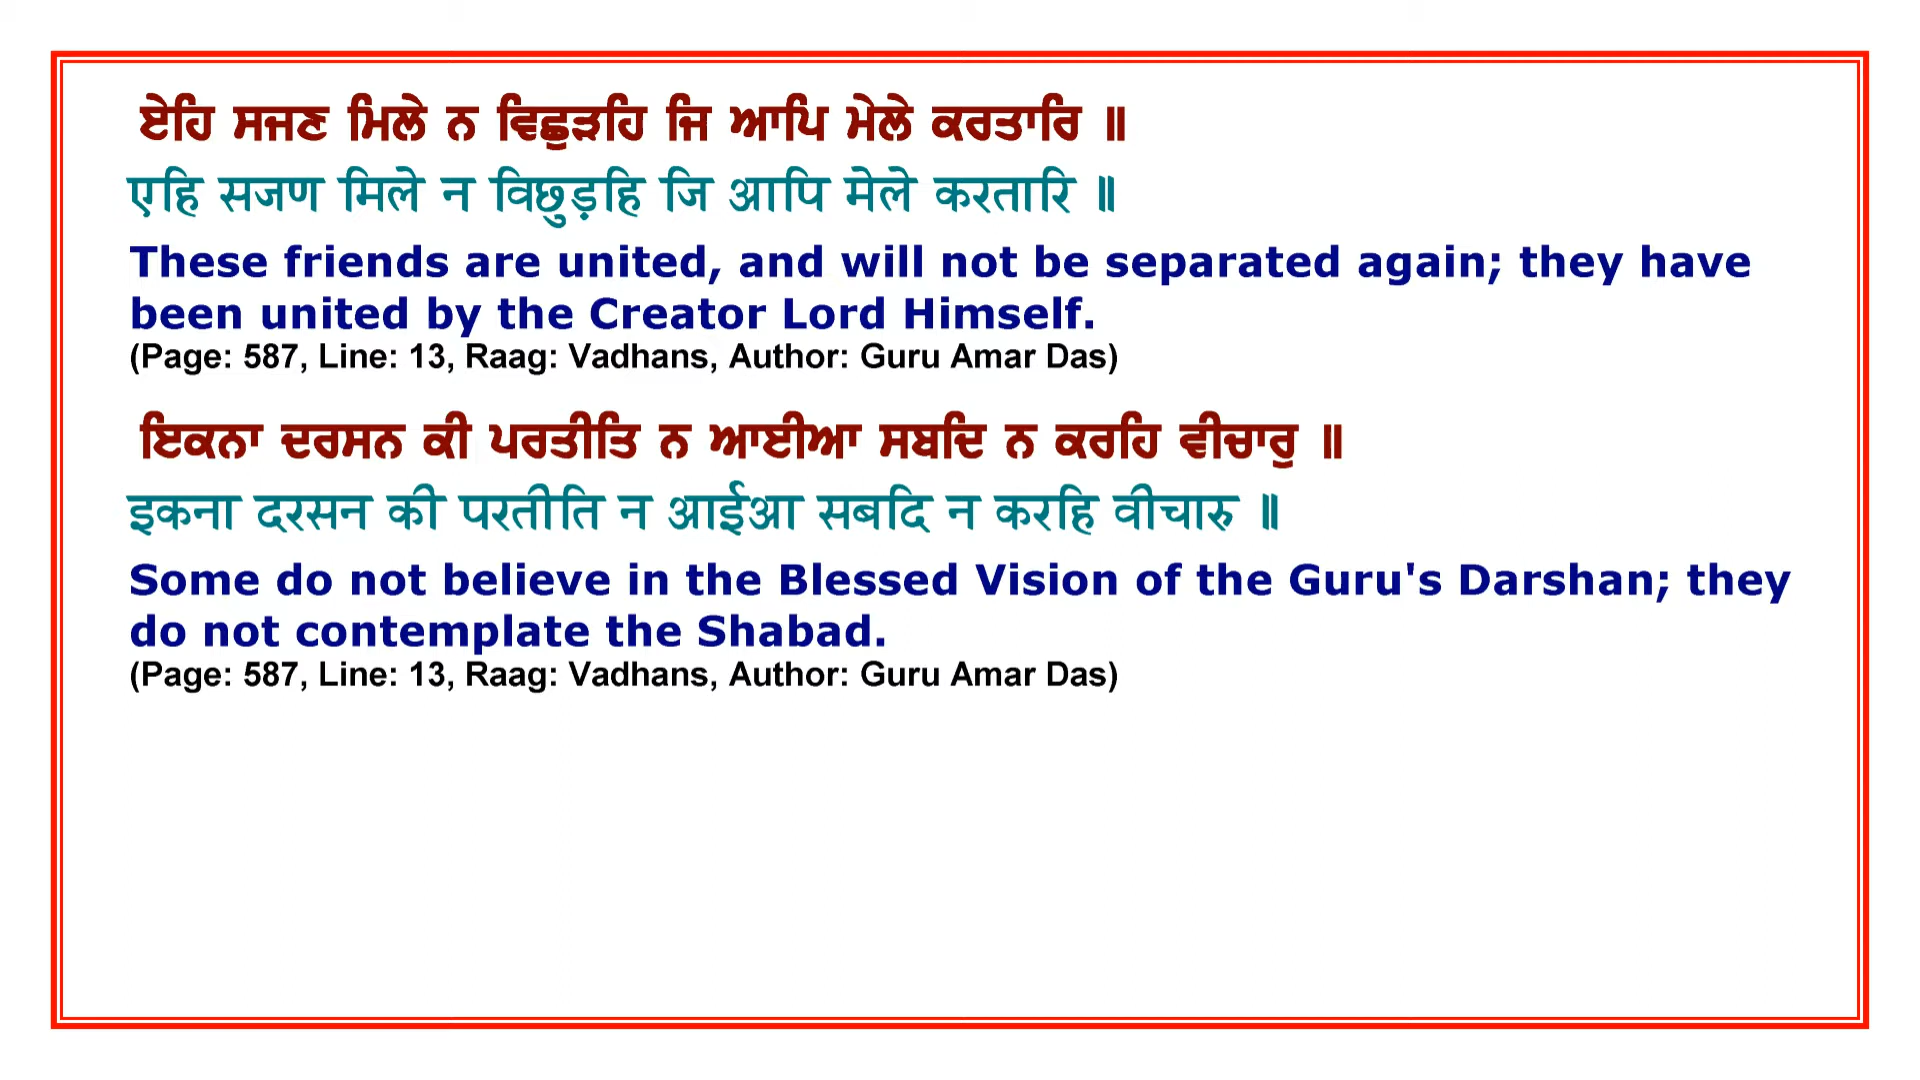 ਏਹਿ ਸਜਣ ਮਿਲੇ ਨ ਵਿਛੁੜਹਿ ਜਿ ਆਪਿ ਮੇਲੇ ਕਰਤਾਰਿ ॥
एहि सजण मिले न विछुड़हि जि आपि मेले करतारि ॥
These friends are united, and will not be separated again; they have
been united by the Creator Lord Himself.
(Page: 587, Line: 13, Raag: Vadhans, Author: Guru Amar Das)
ਇਕਨਾ ਦਰਸਨ ਕੀ ਪਰਤੀਤਿ ਨ ਆਈਆ ਸਬਦਿ ਨ ਕਰਹਿ ਵੀਚਾਰੁ ॥
इकना दरसन की परतीति न आईआ सबदि न करहि वीचारु ॥
Some do not believe in the Blessed Vision of the Guru's Darshan; they
do not contemplate the Shabad.
(Page: 587, Line: 13, Raag: Vadhans, Author: Guru Amar Das)